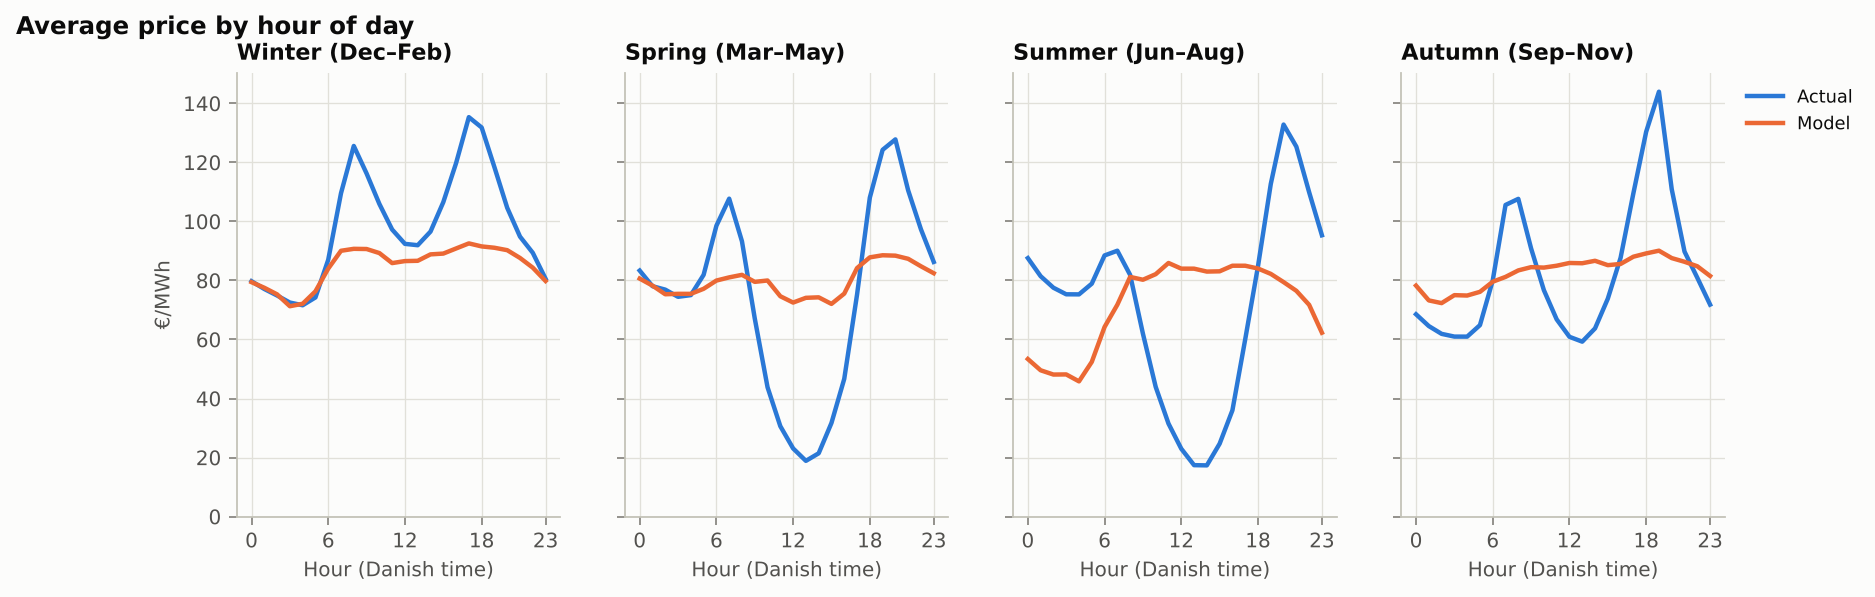 Average price by hour of day
Winter (Dec–Feb)
Spring (Mar–May)
Summer (Jun–Aug)
Autumn (Sep–Nov)
Actual
Model
€/MWh
140
120
100
80
60
40
20
0
0 6 12 18 23
0 6 12 18 23
0 6 12 18 23
0 6 12 18 23
Hour (Danish time)
Hour (Danish time)
Hour (Danish time)
Hour (Danish time)